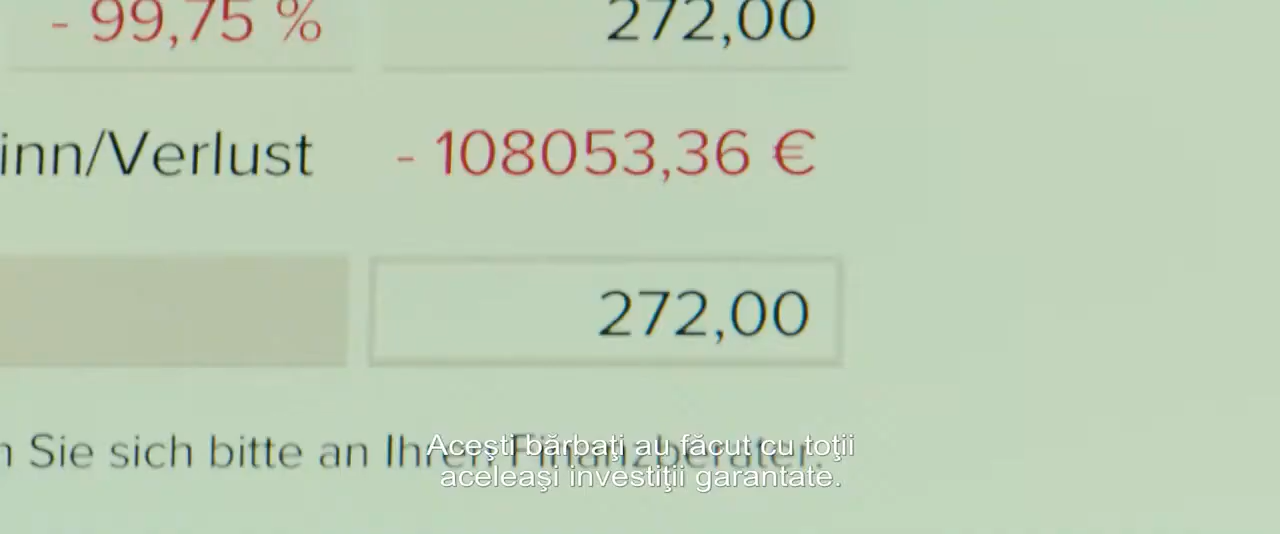 - 99,75 % 272,00
inn/Verlust - 108053,36 €
272,00
n Sie sich bitte an Ihren Finanzberater.
Aceşti bărbaţi au făcut cu toţii
aceleaşi investiţii garantate.